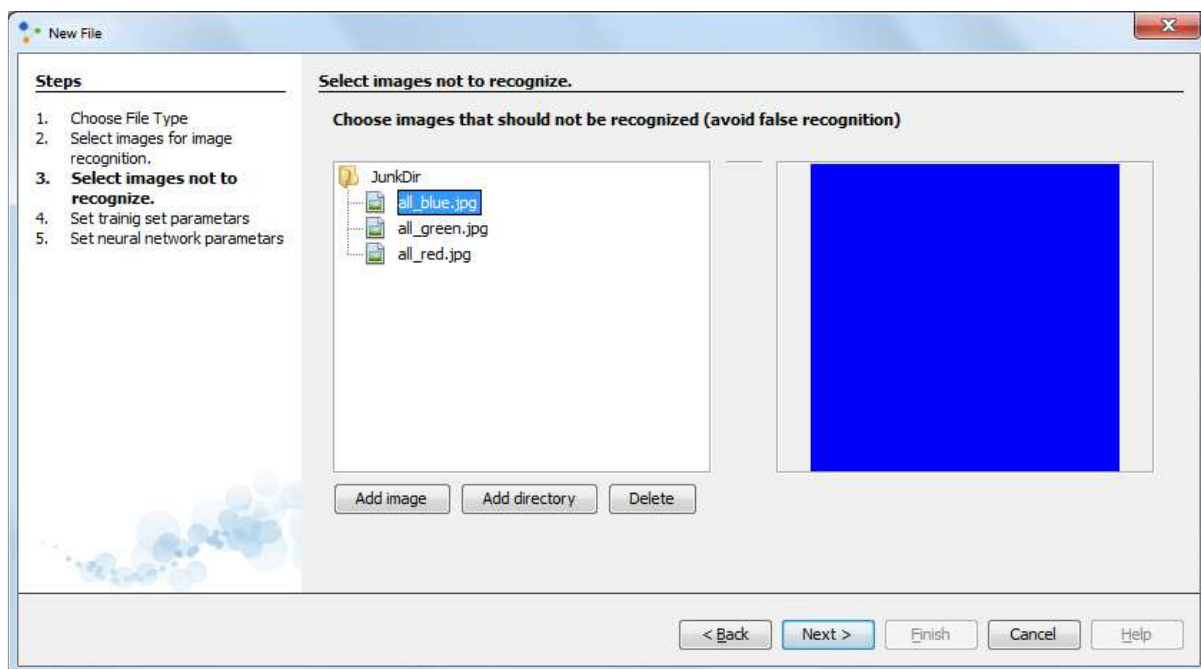 New File
Steps
1. Choose File Type
2. Select images for image
recognition.
3. Select images not to
recognize.
4. Set trainig set parametars
5. Set neural network parametars
Select images not to recognize.
Choose images that should not be recognized (avoid false recognition)
JunkDir
all_blue.jpg
all_green.jpg
all_red.jpg
Add image
Add directory
Delete
< Back
Next >
Finish
Cancel
Help